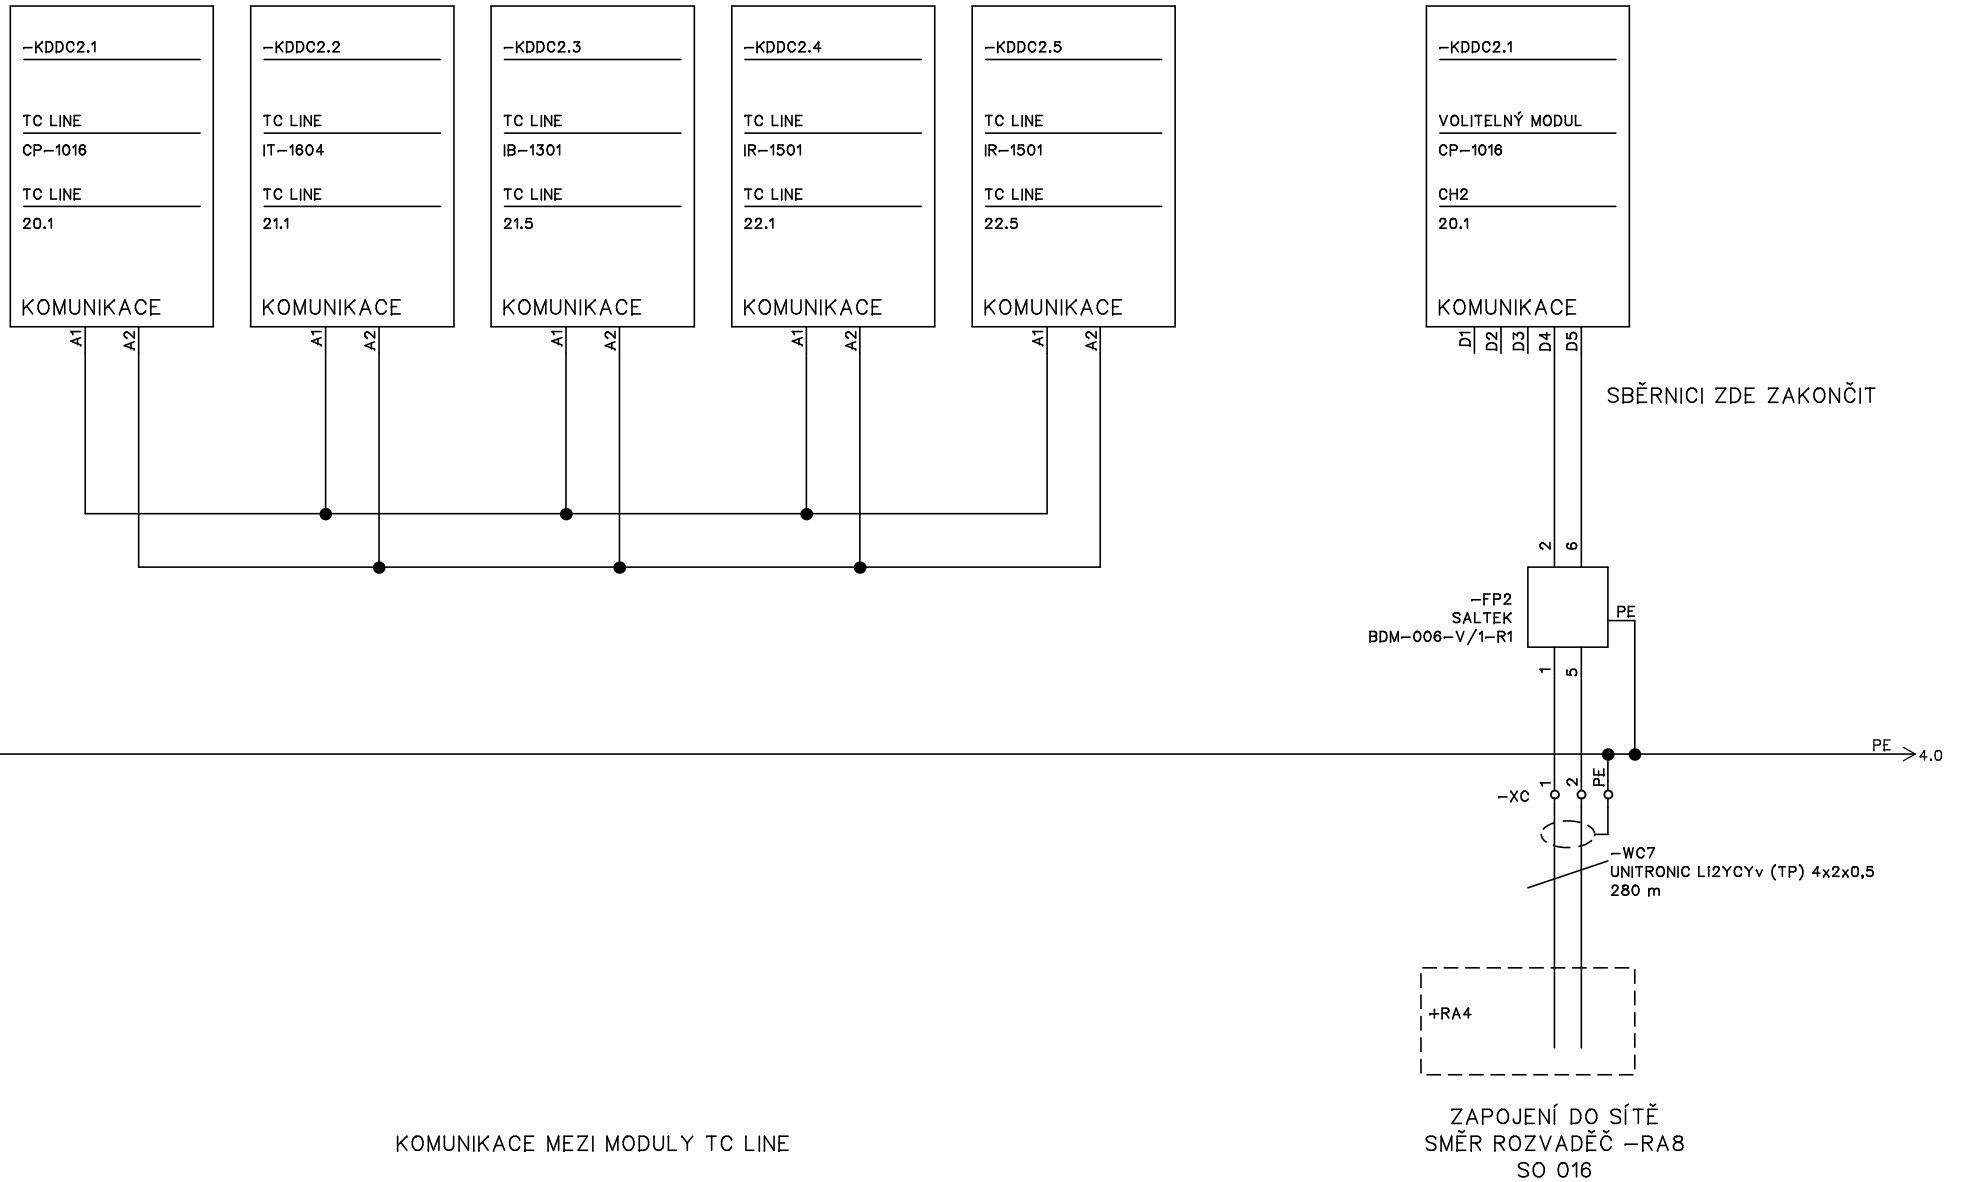 -KDDC2.1
TC LINE
CP-1016
TC LINE
20.1
KOMUNIKACE
A1
A2
-KDDC2.2
TC LINE
IT-1604
TC LINE
21.1
KOMUNIKACE
A1
A2
-KDDC2.3
TC LINE
IB-1301
TC LINE
21.5
KOMUNIKACE
A1
A2
-KDDC2.4
TC LINE
IR-1501
TC LINE
22.1
KOMUNIKACE
A1
A2
-KDDC2.5
TC LINE
IR-1501
TC LINE
22.5
KOMUNIKACE
A1
A2
-KDDC2.1
VOLITELNÝ MODUL
CP-1016
CH2
20.1
KOMUNIKACE
D1
D2
D3
D4
D5
SBĚRNICI ZDE ZAKONČIT
2
6
-FP2
SALTEK
BDM-006-V/1-R1
PE
1
5
PE
4.0
-XC
1
2
PE
-WC7
UNITRONIC Li2YCYv (TP) 4x2x0,5
280 m
+RA4
KOMUNIKACE MEZI MODULY TC LINE
ZAPOJENÍ DO SÍTĚ
SMĚR ROZVADĚČ -RA8
SO 016